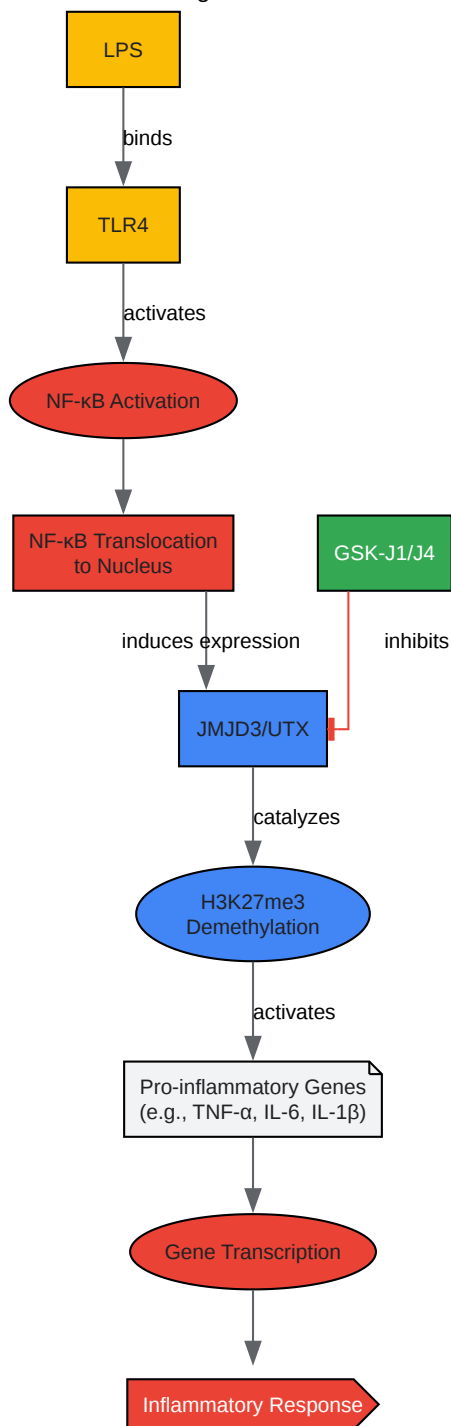 LPS
binds
TLR4
activates
NF-κB Activation
NF-κB Translocation
to Nucleus
GSK-J1/J4
induces expression
inhibits
JMJD3/UTX
catalyzes
H3K27me3
Demethylation
activates
Pro-inflammatory Genes
(e.g., TNF-α, IL-6, IL-1β)
Gene Transcription
Inflammatory Response